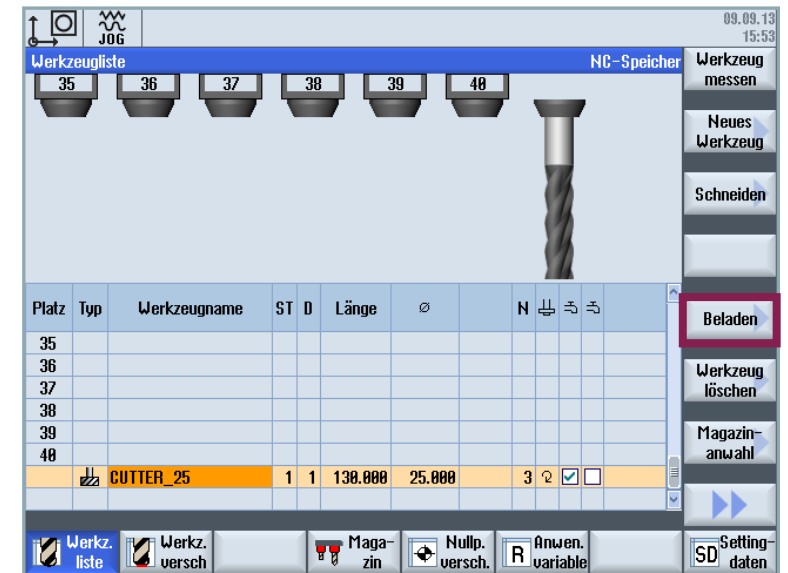 09.09.13
15:53
JOG
Werkzeugliste NC-Speicher
35 36 37 38 39 40
Werkzeug
messen
Neues
Werkzeug
Schneiden
Beladen
Werkzeug
löschen
Magazin-
anwahl
Platz Typ Werkzeugname ST D Länge Ø N
35
36
37
38
39
40
CUTTER_25 1 1 130.000 25.000 3
Werkz.
liste
Werkz.
versch
Maga-
zin
Nullp.
versch.
R Anwen.
variable
SD Setting-
daten